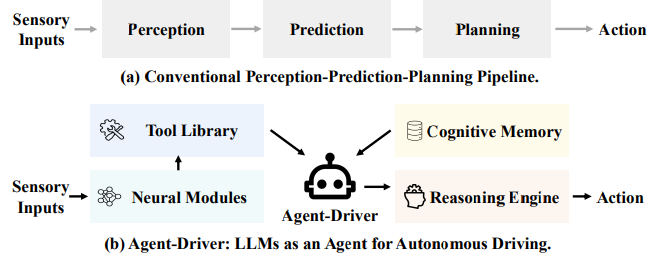 Sensory Inputs
Perception
Prediction
Planning
Action
(a) Conventional Perception-Prediction-Planning Pipeline.
Tool Library
Cognitive Memory
Sensory Inputs
Neural Modules
Agent-Driver
Reasoning Engine
Action
(b) Agent-Driver: LLMs as an Agent for Autonomous Driving.